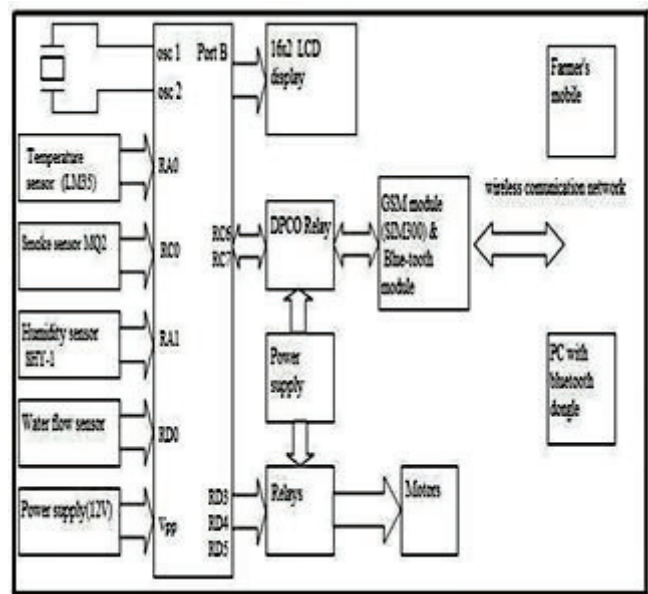 osc 1
Port B
osc 2
16x2 LCD
display
Farmer's
mobile
Temperature
sensor (LM35)
RA0
Smoke sensor MQ2
RC0
RC6
RC7
DPCO Relay
GSM module
(SIM300) &
Blue-tooth
module
wireless comunication network
Humidity sensor
SHY-1
RA1
Power
supply
PC with
bluetooth
dongle
Water flow sensor
RD0
Power supply(12V)
Vpp
RD3
RD4
RD5
Relays
Motors